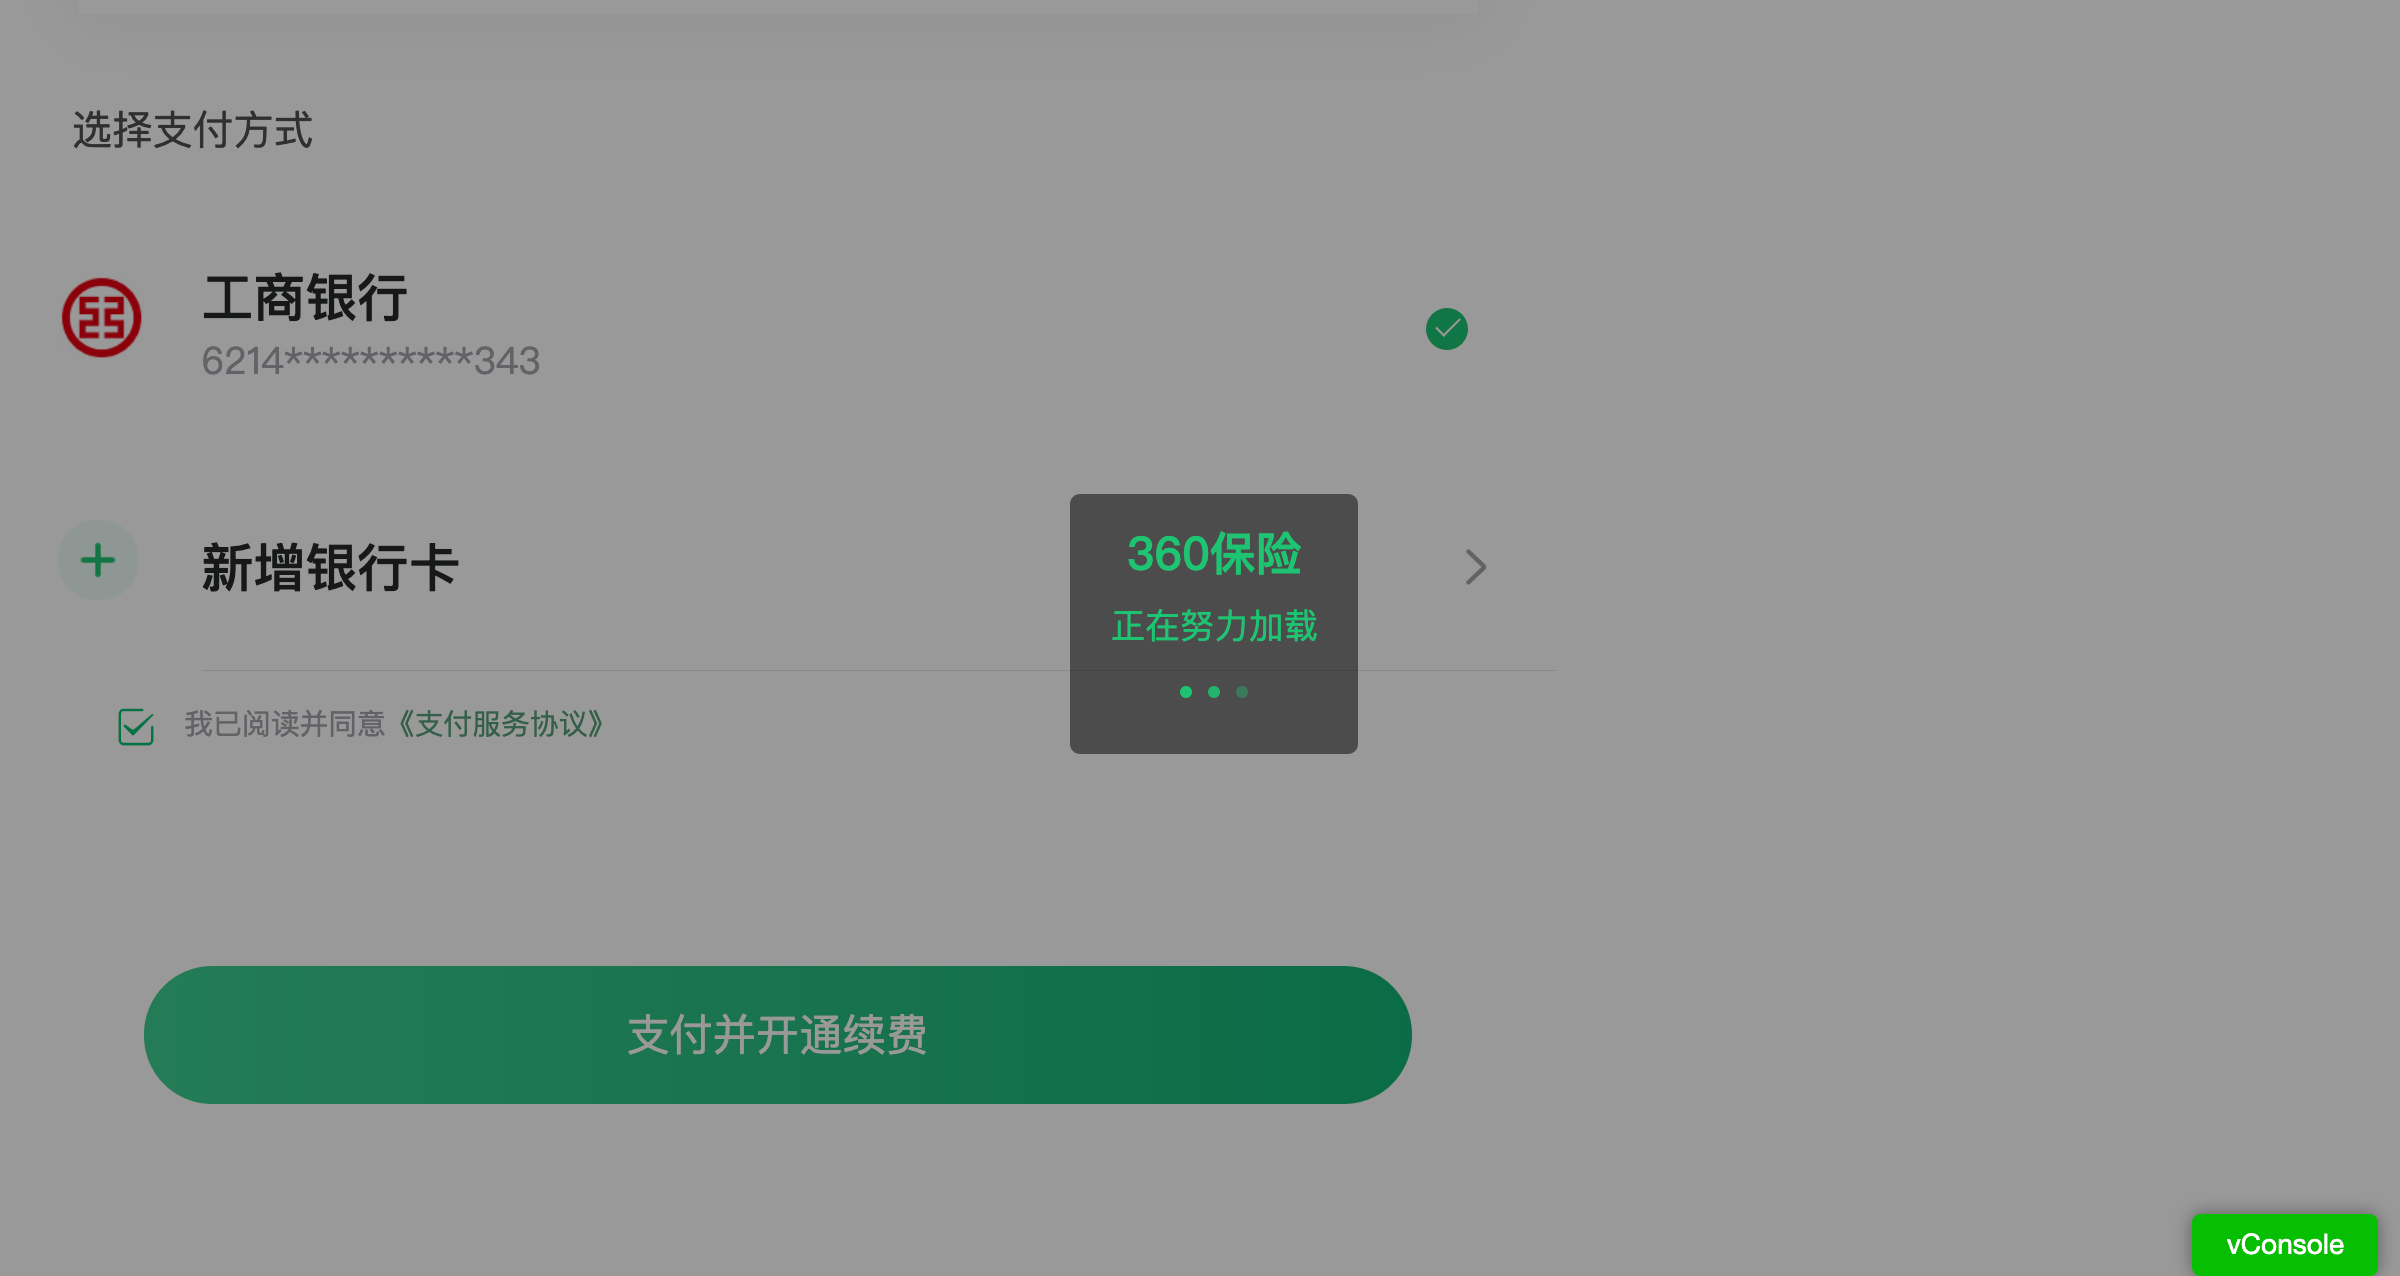 选择支付方式
工商银行
6214**********343
新增银行卡
360保险
正在努力加载
我已阅读并同意《支付服务协议》
支付并开通续费
vConsole